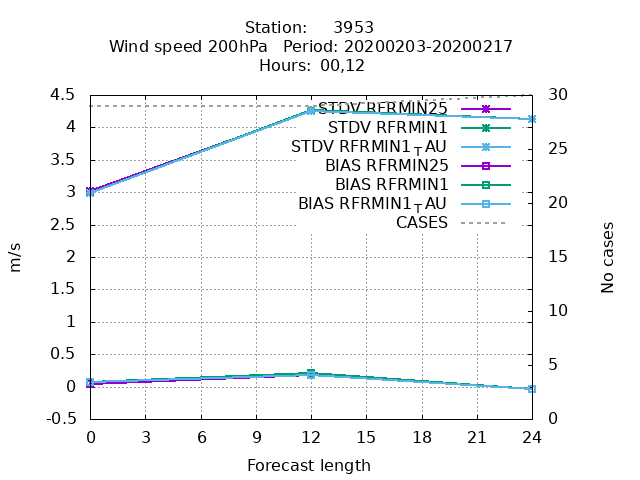 Station:     3953
Wind speed 200hPa   Period: 20200203-20200217
Hours:  00,12
4.5
4
3.5
3
2.5
2
1.5
1
0.5
0
-0.5
m/s
STDV RFRMIN25
STDV RFRMIN1
STDV RFRMIN1TAU
BIAS RFRMIN25
BIAS RFRMIN1
BIAS RFRMIN1TAU
CASES
30
25
20
15
10
5
0
No cases
0 3 6 9 12 15 18 21 24
Forecast length